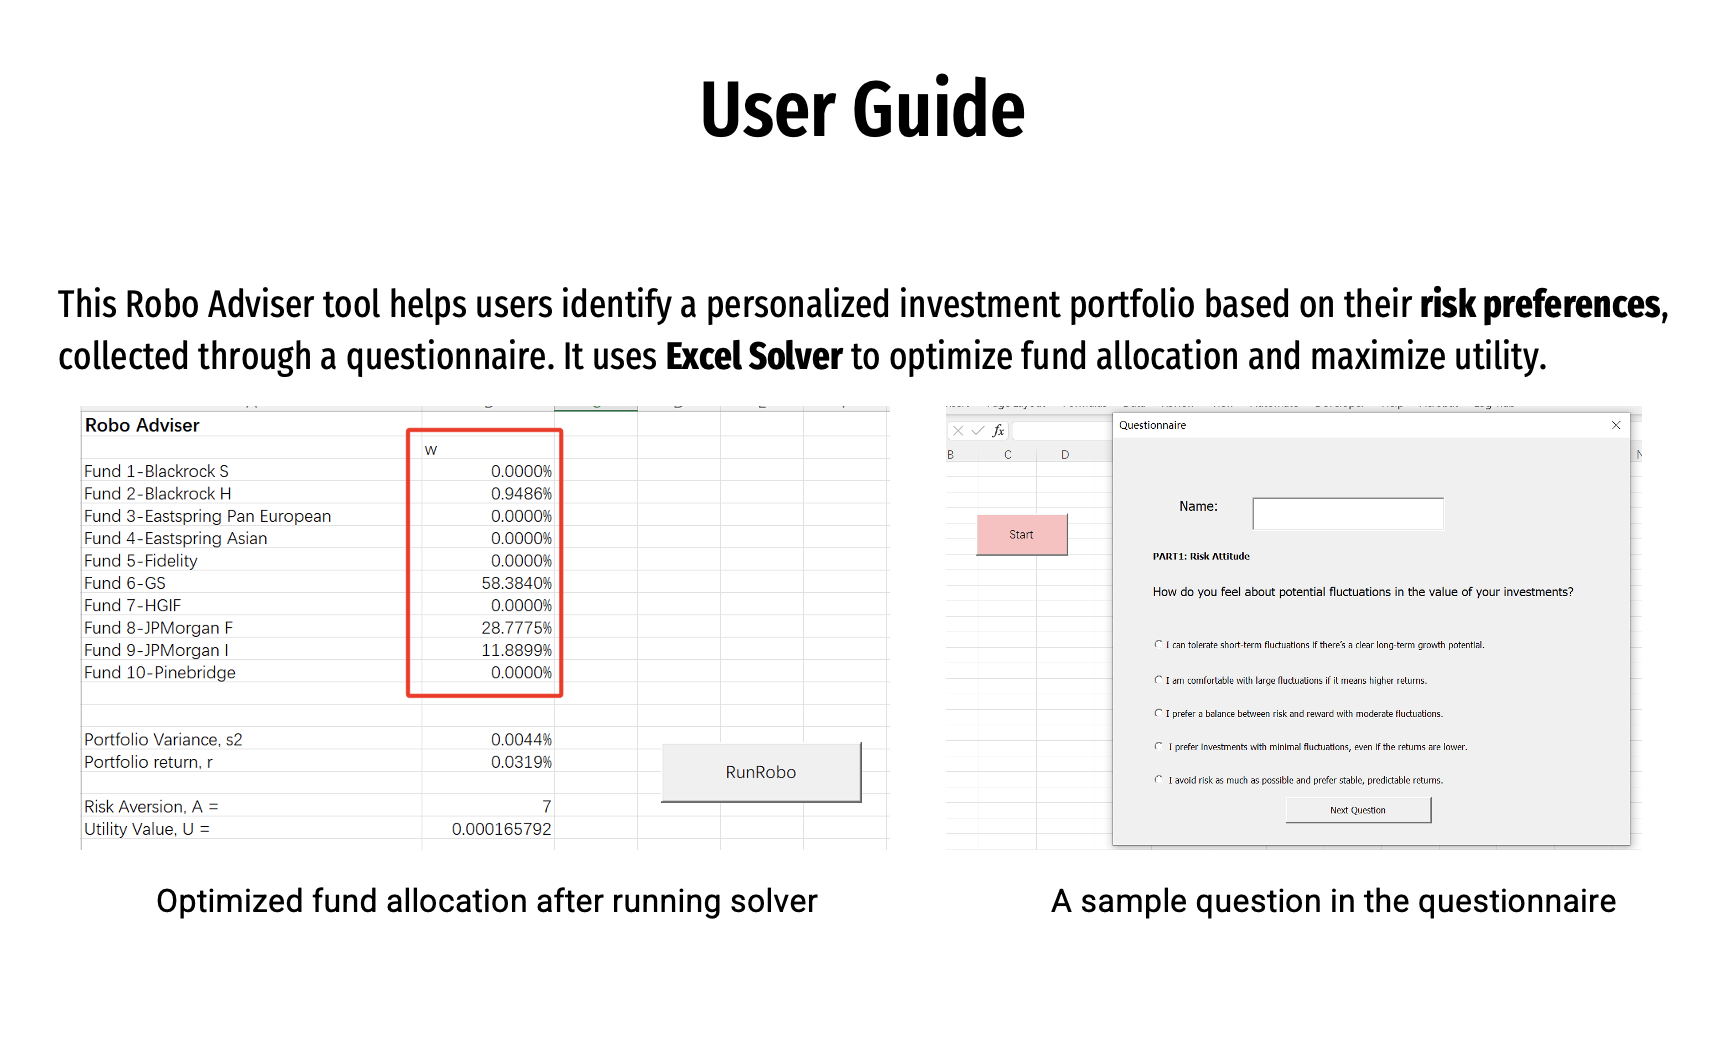 User Guide
This Robo Adviser tool helps users identify a personalized investment portfolio based on their risk preferences,
collected through a questionnaire. It uses Excel Solver to optimize fund allocation and maximize utility.
Robo Adviser
W
Fund 1-Blackrock S 0.0000%
Fund 2-Blackrock H 0.9486%
Fund 3-Eastspring Pan European 0.0000%
Fund 4-Eastspring Asian 0.0000%
Fund 5-Fidelity 0.0000%
Fund 6-GS 58.3840%
Fund 7-HGIF 0.0000%
Fund 8-JPMorgan F 28.7775%
Fund 9-JPMorgan I 11.8899%
Fund 10-Pinebridge 0.0000%
Portfolio Variance, s2 0.0044%
Portfolio return, r 0.0319%
RunRobo
Risk Aversion, A = 7
Utility Value, U = 0.000165792
Optimized fund allocation after running solver
fx
B C D
Start
Questionnaire
Name:
PART1: Risk Attitude
How do you feel about potential fluctuations in the value of your investments?
I can tolerate short-term fluctuations if there's a clear long-term growth potential.
I am comfortable with large fluctuations if it means higher returns.
I prefer a balance between risk and reward with moderate fluctuations.
I prefer investments with minimal fluctuations, even if the returns are lower.
I avoid risk as much as possible and prefer stable, predictable returns.
Next Question
A sample question in the questionnaire